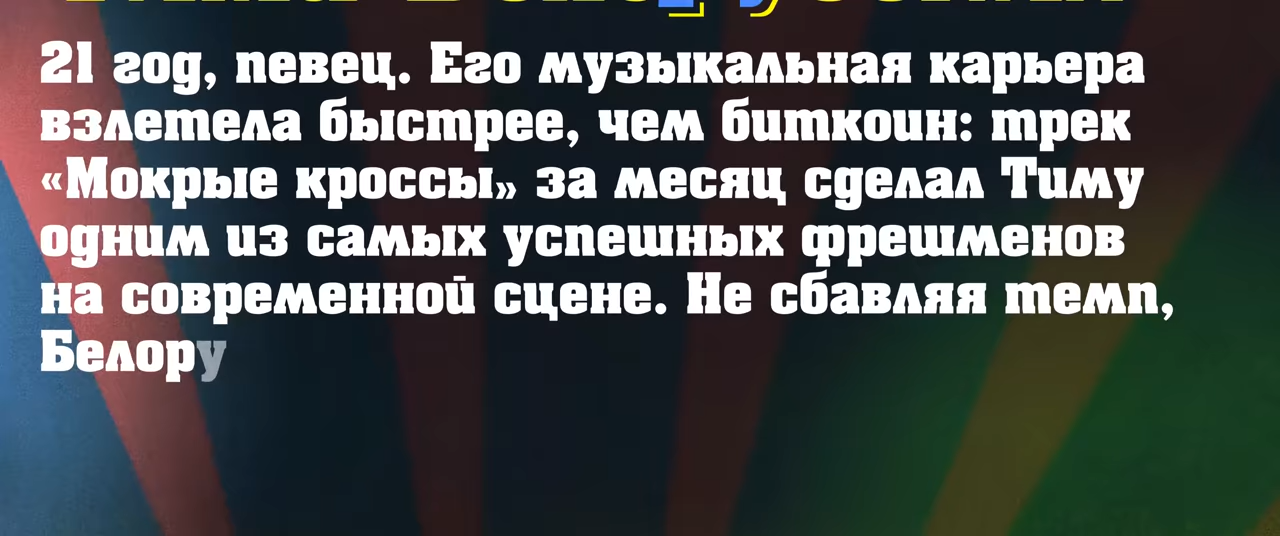 21 год, певец. Его музыкальная карьера
взлетела быстрее, чем биткоин: трек
«Мокрые кроссы» за месяц сделал Тиму
одним из самых успешных фрешменов
на современной сцене. Не сбавляя темп,
Белору